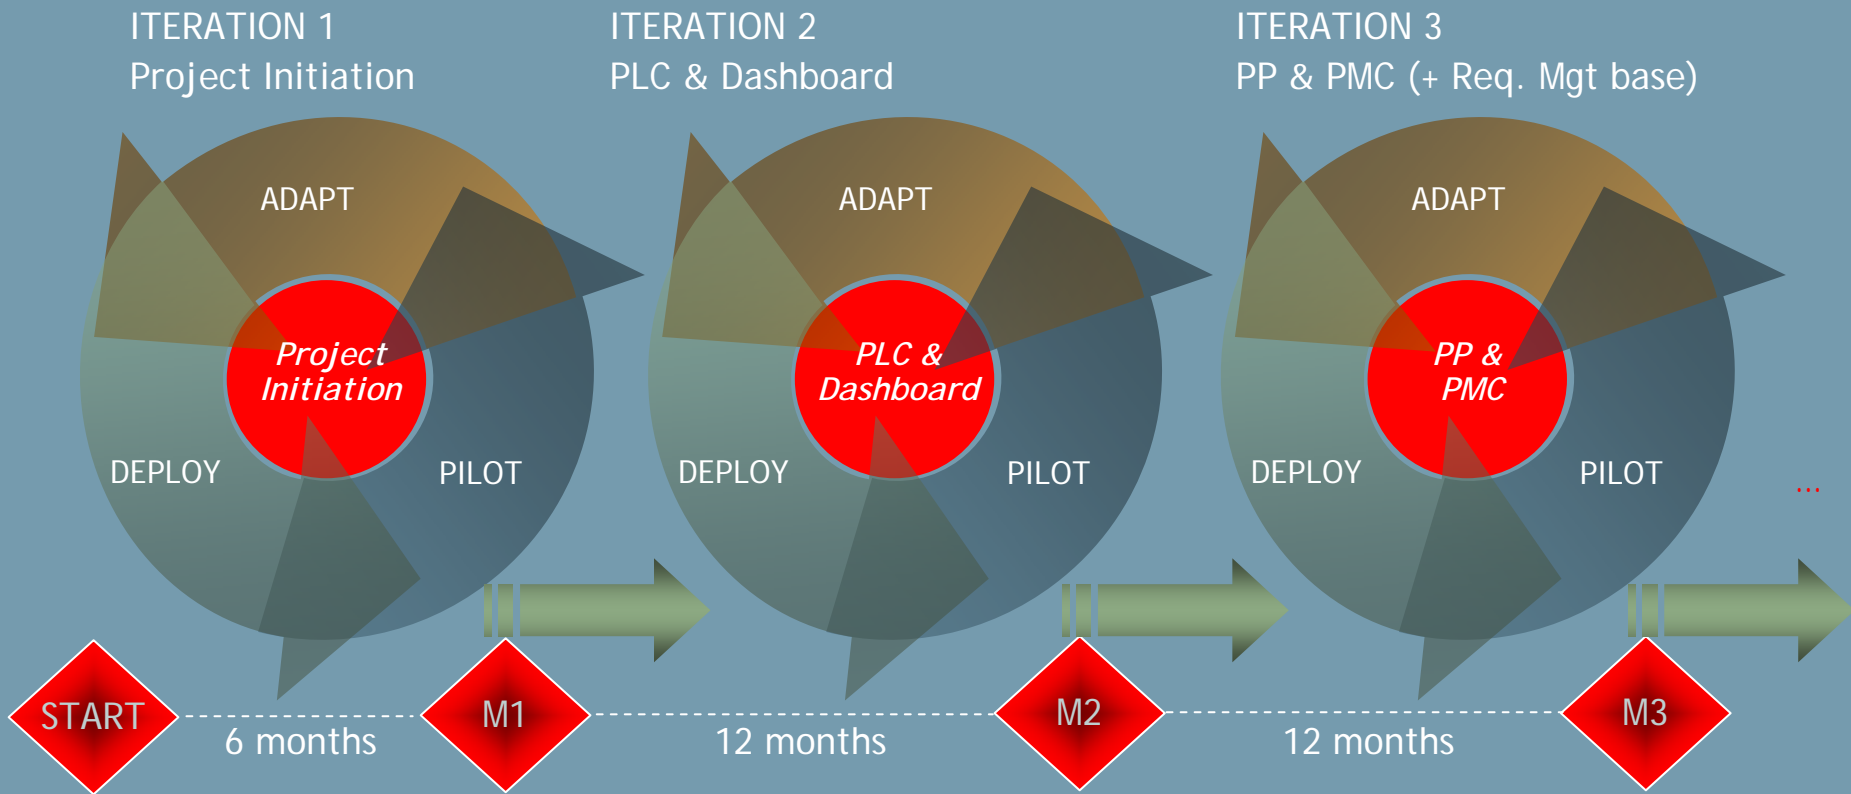 ITERATION 1
Project Initiation
ITERATION 2
PLC & Dashboard
ITERATION 3
PP & PMC (+ Req. Mgt base)
ADAPT
Project
Initiation
DEPLOY
PILOT
ADAPT
PLC &
Dashboard
DEPLOY
PILOT
ADAPT
PP &
PMC
DEPLOY
PILOT
...
START
6 months
M1
12 months
M2
12 months
M3